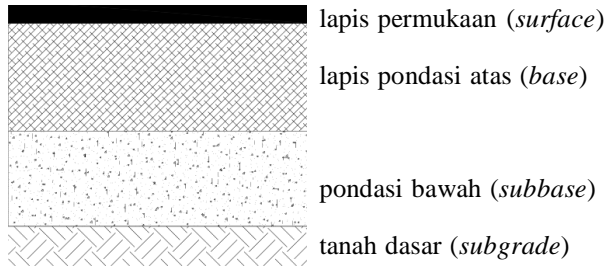 lapis permukaan (surface)
lapis pondasi atas (base)
pondasi bawah (subbase)
tanah dasar (subgrade)